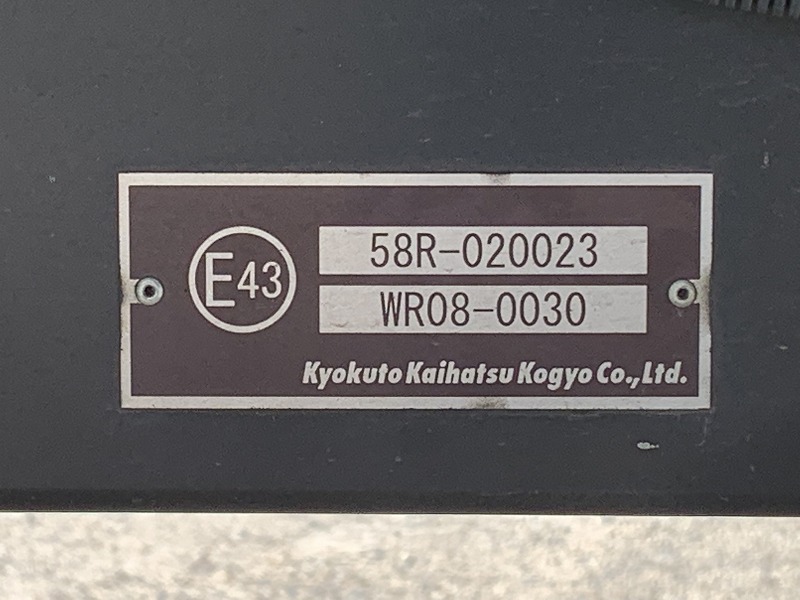 E43
58R-020023
WR08-0030
Kyokuto Kaihatsu Kogyo Co.,Ltd.